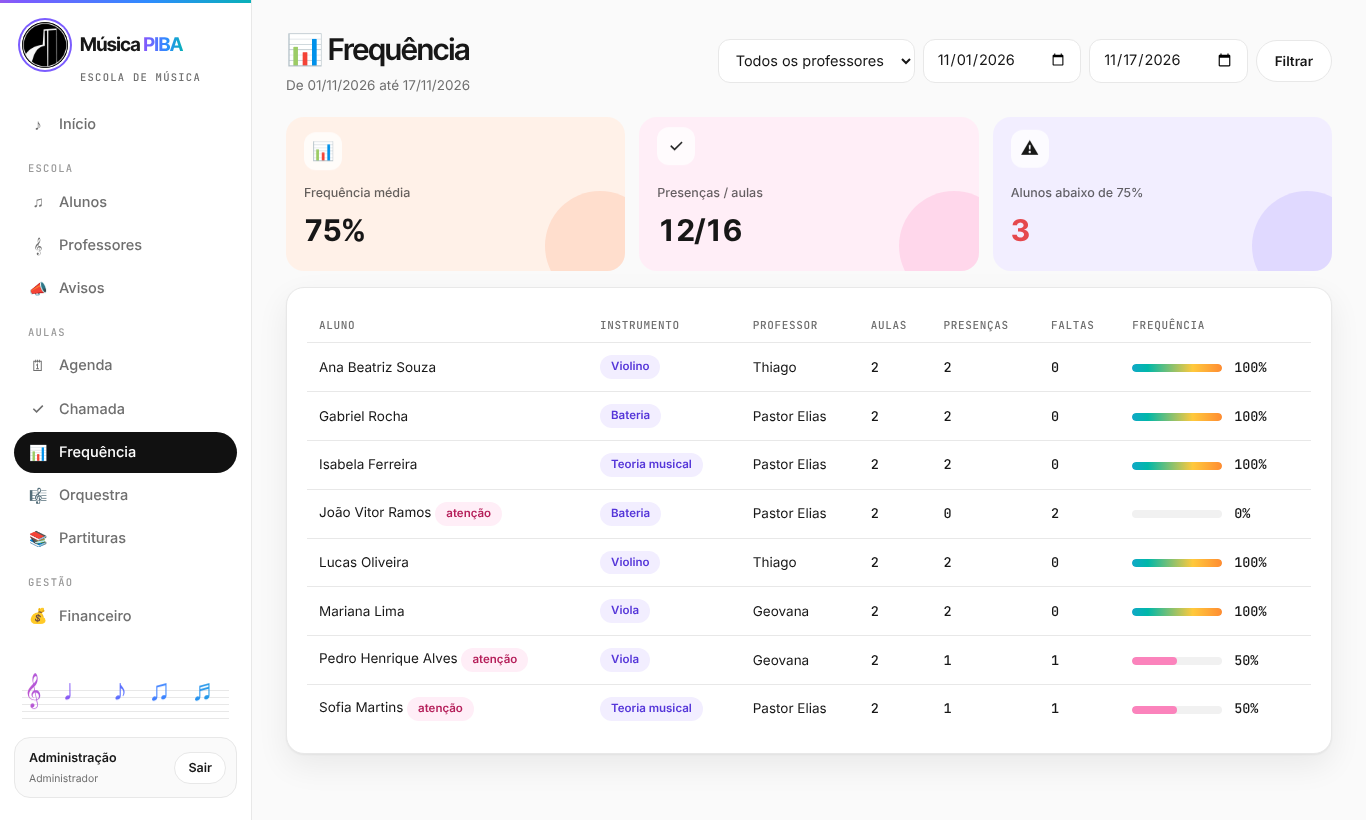 Música PIBA
ESCOLA DE MÚSICA
Início
ESCOLA
Alunos
Professores
Avisos
AULAS
Agenda
Chamada
Frequência
Orquestra
Partituras
GESTÃO
Financeiro
Administração
Administrador
Sair
Frequência
De 01/11/2026 até 17/11/2026
Todos os professores
11/01/2026
11/17/2026
Filtrar
Frequência média
75%
Presenças / aulas
12/16
Alunos abaixo de 75%
3
ALUNO INSTRUMENTO PROFESSOR AULAS PRESENÇAS FALTAS FREQUÊNCIA
Ana Beatriz Souza Violino Thiago 2 2 0 100%
Gabriel Rocha Bateria Pastor Elias 2 2 0 100%
Isabela Ferreira Teoria musical Pastor Elias 2 2 0 100%
João Vitor Ramos atenção Bateria Pastor Elias 2 0 2 0%
Lucas Oliveira Violino Thiago 2 2 0 100%
Mariana Lima Viola Geovana 2 2 0 100%
Pedro Henrique Alves atenção Viola Geovana 2 1 1 50%
Sofia Martins atenção Teoria musical Pastor Elias 2 1 1 50%